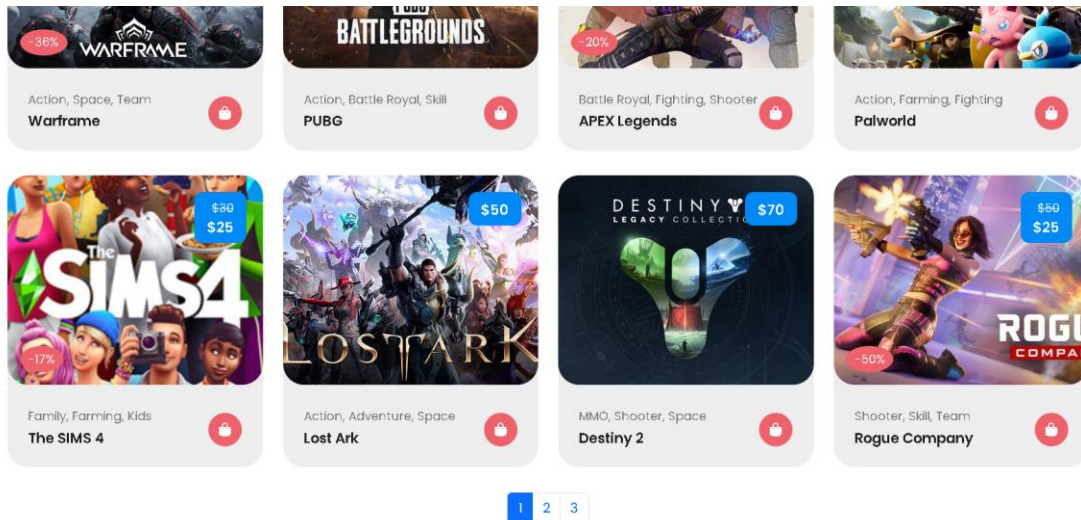 -36%
WARFRAME
PUBG
BATTLEGROUNDS
-20%
Action, Space, Team
Warframe
Action, Battle Royal, Skill
PUBG
Battle Royal, Fighting, Shooter
APEX Legends
Action, Farming, Fighting
Palworld
$30
$25
The
SIMS4
-17%
$50
LOST ARK
DESTINY
LEGACY COLLECTIO
$70
$50
$25
ROGU
COMPA
-50%
Family, Farming, Kids
The SIMS 4
Action, Adventure, Space
Lost Ark
MMO, Shooter, Space
Destiny 2
Shooter, Skill, Team
Rogue Company
1 2 3